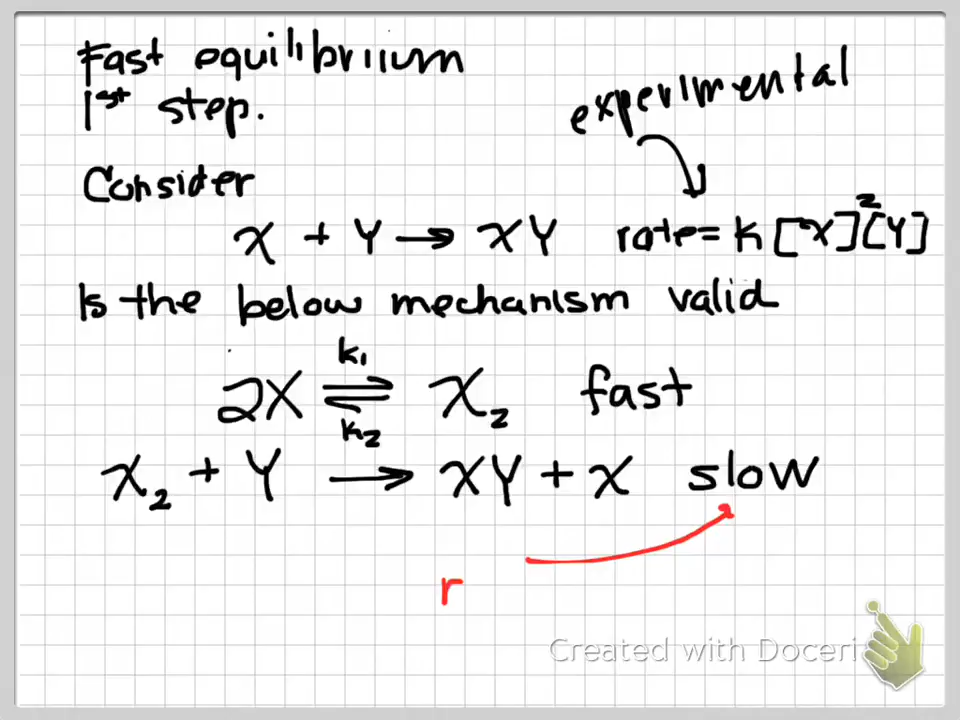 Fast equilibrium
1st step.
experimental
Consider
X + Y → XY rate = k[X]²[Y]
Is the below mechanism valid
k₁
2X ⇌ X₂ fast
k₂
X₂ + Y → XY + X slow
r
Created with Doceri